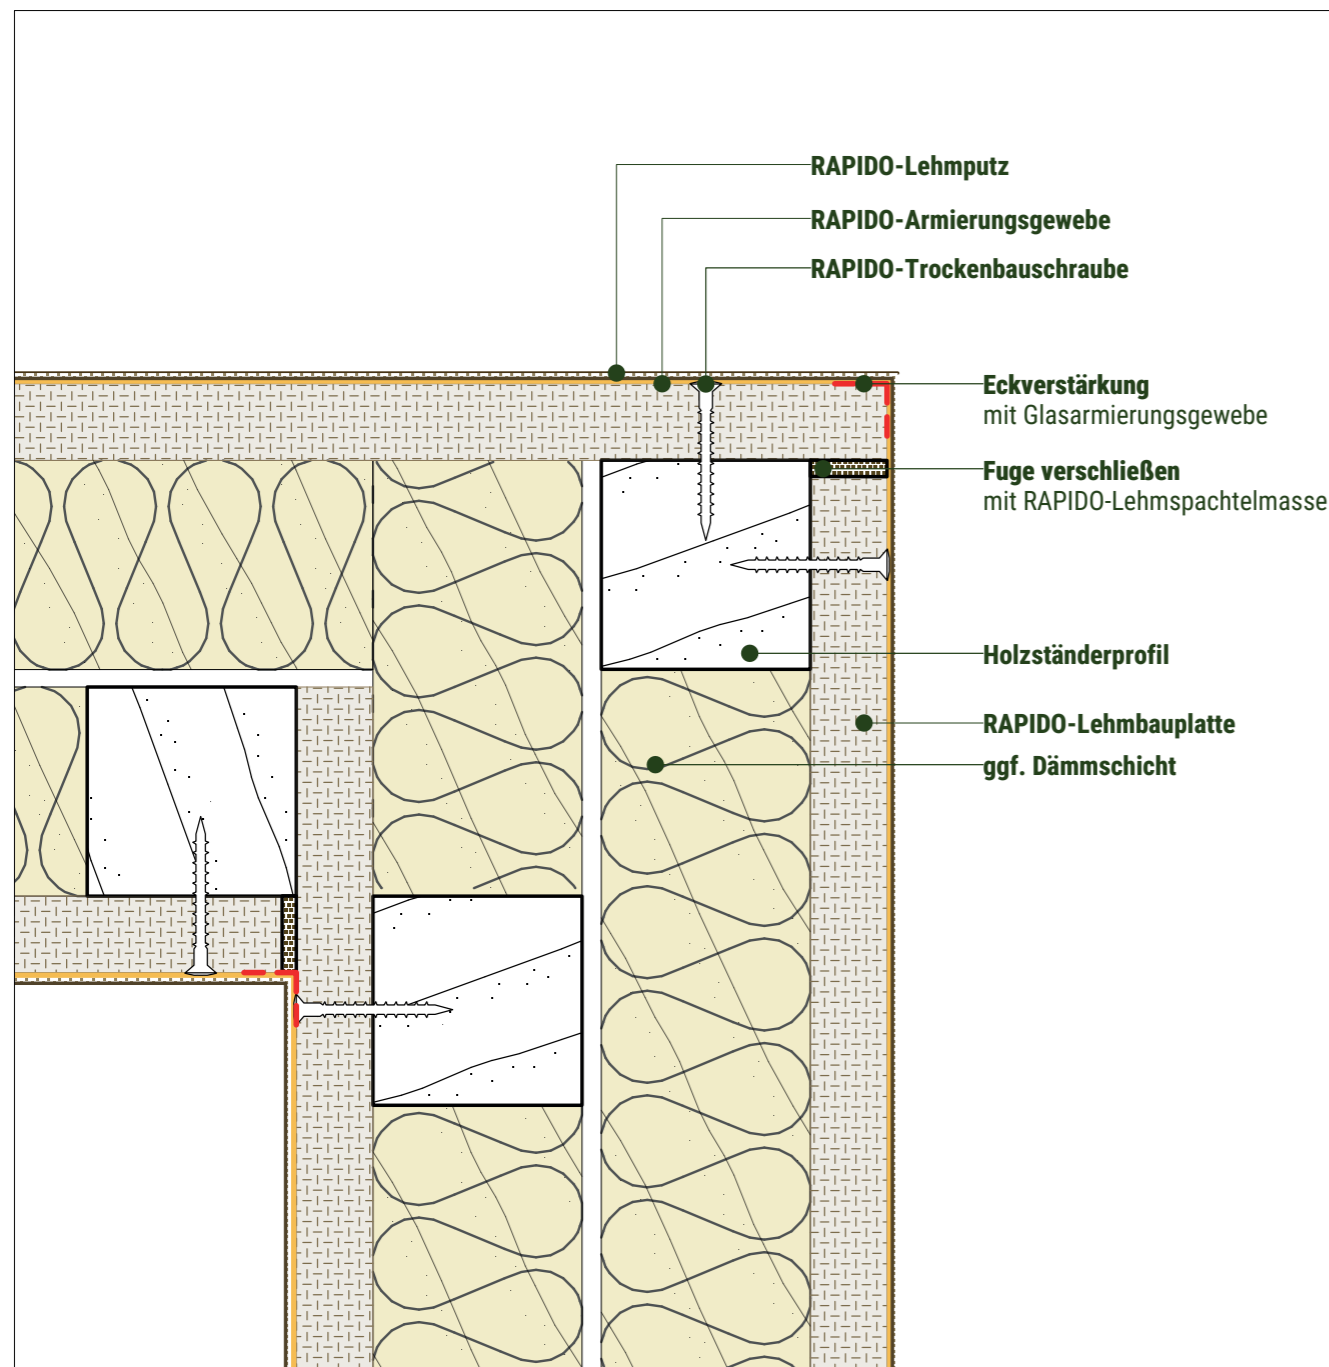 RAPIDO-Lehmputz
RAPIDO-Armierungsgewebe
RAPIDO-Trockenbauschraube
Eckverstärkung
mit Glasarmierungsgewebe
Fuge verschließen
mit RAPIDO-Lehmspachtelmasse
Holzständerprofil
RAPIDO-Lehmbauplatte
ggf. Dämmschicht